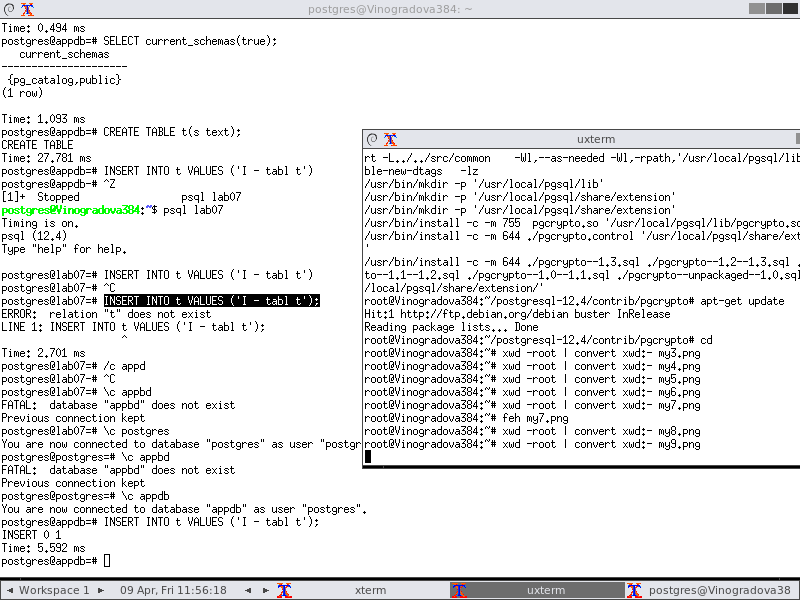 postgres@Vinogradova384: ~
Time: 0.494 ms
postgres@appdb=# SELECT current_schemas(true);
current_schemas
---------------------
{pg_catalog,public}
(1 row)
Time: 1.093 ms
postgres@appdb=# CREATE TABLE t(s text);
CREATE TABLE
Time: 27.781 ms
postgres@appdb=# INSERT INTO t VALUES ('I - tabl t')
postgres@appdb-# ^Z
[1]+  Stopped                 psql lab07
postgres@Vinogradova384:~$ psql lab07
Timing is on.
psql (12.4)
Type "help" for help.
postgres@lab07=# INSERT INTO t VALUES ('I - tabl t')
postgres@lab07-# ^C
postgres@lab07=# INSERT INTO t VALUES ('I - tabl t');
ERROR:  relation "t" does not exist
LINE 1: INSERT INTO t VALUES ('I - tabl t');
^
Time: 2.701 ms
postgres@lab07=# /c appd
postgres@lab07-# ^C
postgres@lab07=# \c appbd
FATAL:  database "appbd" does not exist
Previous connection kept
postgres@lab07=# \c postgres
You are now connected to database "postgres" as user "postgr
postgres@postgres=# \c appbd
FATAL:  database "appbd" does not exist
Previous connection kept
postgres@postgres=# \c appdb
You are now connected to database "appdb" as user "postgres".
postgres@appdb=# INSERT INTO t VALUES ('I - tabl t');
INSERT 0 1
Time: 5.592 ms
postgres@appdb=#
uxterm
rt -L../../src/common    -Wl,--as-needed -Wl,-rpath,'/usr/local/pgsql/lib
ble-new-dtags   -lz
/usr/bin/mkdir -p '/usr/local/pgsql/lib'
/usr/bin/mkdir -p '/usr/local/pgsql/share/extension'
/usr/bin/mkdir -p '/usr/local/pgsql/share/extension'
/usr/bin/install -c -m 755  pgcrypto.so '/usr/local/pgsql/lib/pgcrypto.so
/usr/bin/install -c -m 644 ./pgcrypto.control '/usr/local/pgsql/share/ext
'
/usr/bin/install -c -m 644 ./pgcrypto--1.3.sql ./pgcrypto--1.2--1.3.sql .
to--1.1--1.2.sql ./pgcrypto--1.0--1.1.sql ./pgcrypto--unpackaged--1.0.sql
/local/pgsql/share/extension/'
root@Vinogradova384:~/postgresql-12.4/contrib/pgcrypto# apt-get update
Hit:1 http://ftp.debian.org/debian buster InRelease
Reading package lists... Done
root@Vinogradova384:~/postgresql-12.4/contrib/pgcrypto# cd
root@Vinogradova384:~# xwd -root | convert xwd:- my3.png
root@Vinogradova384:~# xwd -root | convert xwd:- my4.png
root@Vinogradova384:~# xwd -root | convert xwd:- my5.png
root@Vinogradova384:~# xwd -root | convert xwd:- my6.png
root@Vinogradova384:~# xwd -root | convert xwd:- my7.png
root@Vinogradova384:~# feh my7.png
root@Vinogradova384:~# xwd -root | convert xwd:- my8.png
root@Vinogradova384:~# xwd -root | convert xwd:- my9.png
Workspace 1
09 Apr, Fri 11:56:18
xterm
uxterm
postgres@Vinogradova38